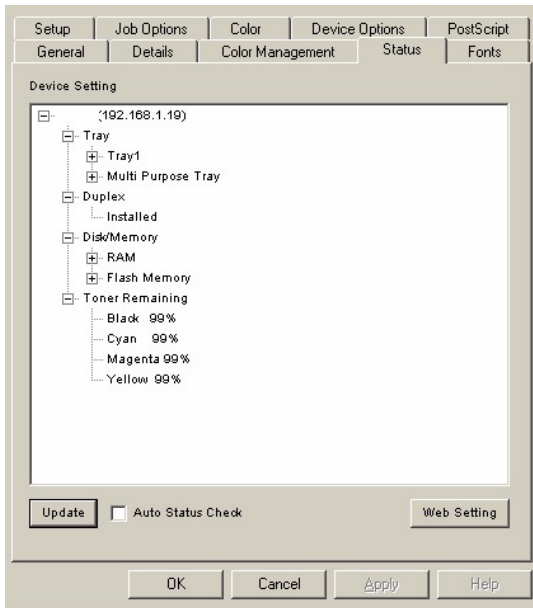 Setup Job Options Color Device Options PostScript
General Details Color Management Status Fonts
Device Setting
(192.168.1.19)
Tray
Tray1
Multi Purpose Tray
Duplex
Installed
Disk/Memory
RAM
Flash Memory
Toner Remaining
Black 99%
Cyan 99%
Magenta 99%
Yellow 99%
Update Auto Status Check Web Setting
OK Cancel Apply Help